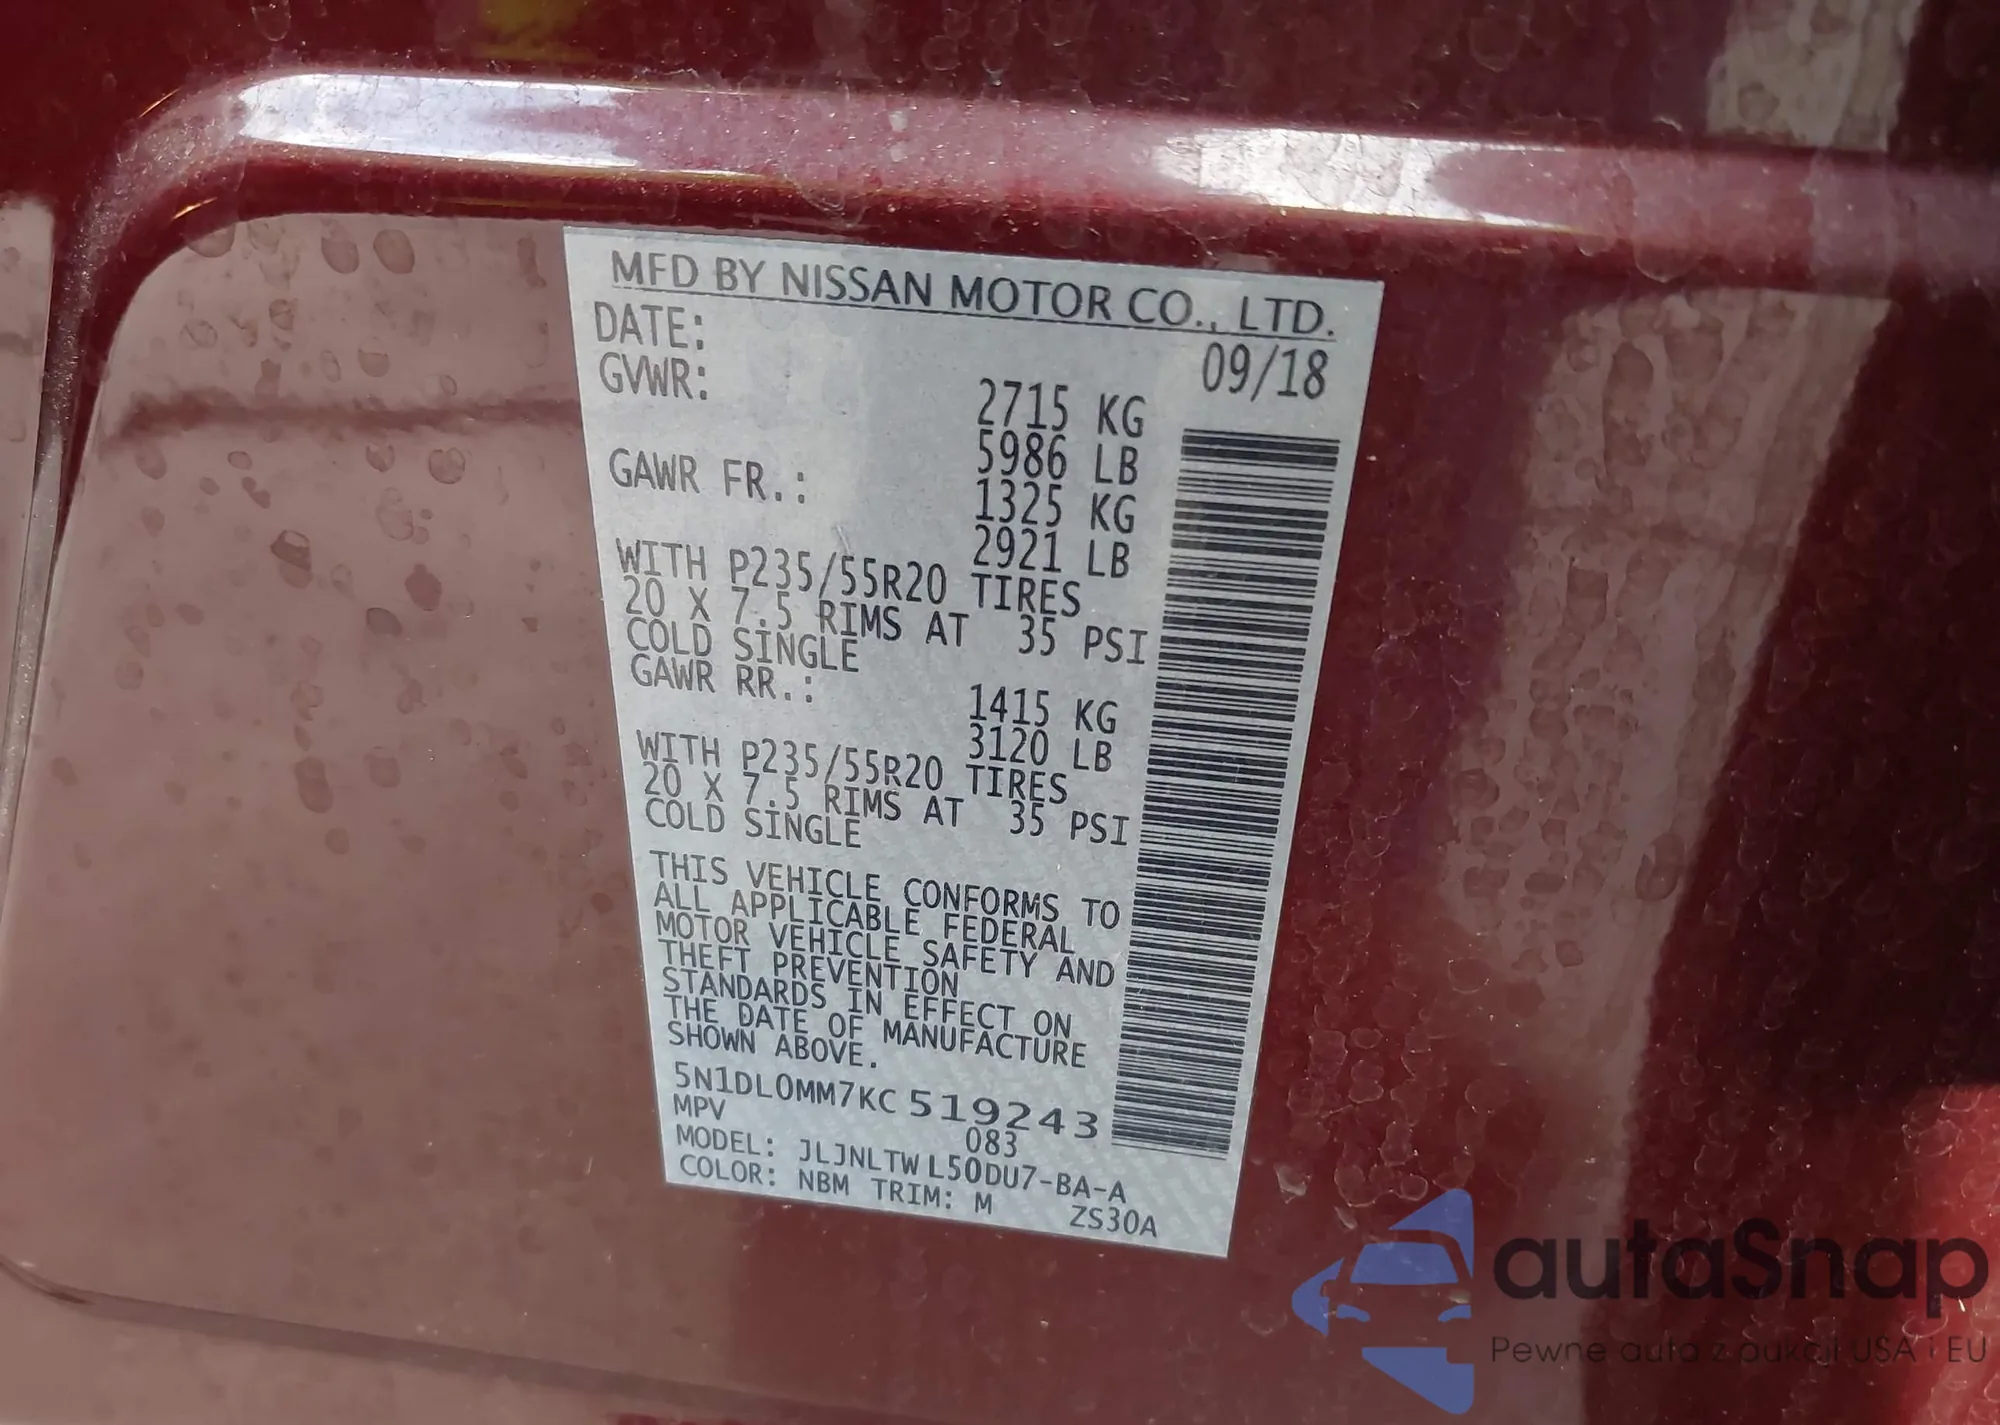 MFD BY NISSAN MOTOR CO., LTD.
DATE: 09/18
GVWR: 2715 KG
5986 LB
GAWR FR.: 1325 KG
2921 LB
WITH P235/55R20 TIRES
20 X 7.5 RIMS AT 35 PSI
COLD SINGLE
GAWR RR.: 1415 KG
3120 LB
WITH P235/55R20 TIRES
20 X 7.5 RIMS AT 35 PSI
COLD SINGLE
THIS VEHICLE CONFORMS TO
ALL APPLICABLE FEDERAL
MOTOR VEHICLE SAFETY AND
THEFT PREVENTION
STANDARDS IN EFFECT ON
THE DATE OF MANUFACTURE
SHOWN ABOVE.
5N1DL0MM7KC519243
MPV 083
MODEL: JLJNLTWL50DU7-BA-A
COLOR: NBM TRIM: M ZS30A
autaSnap
Pewne auta z aukcji USA i EU